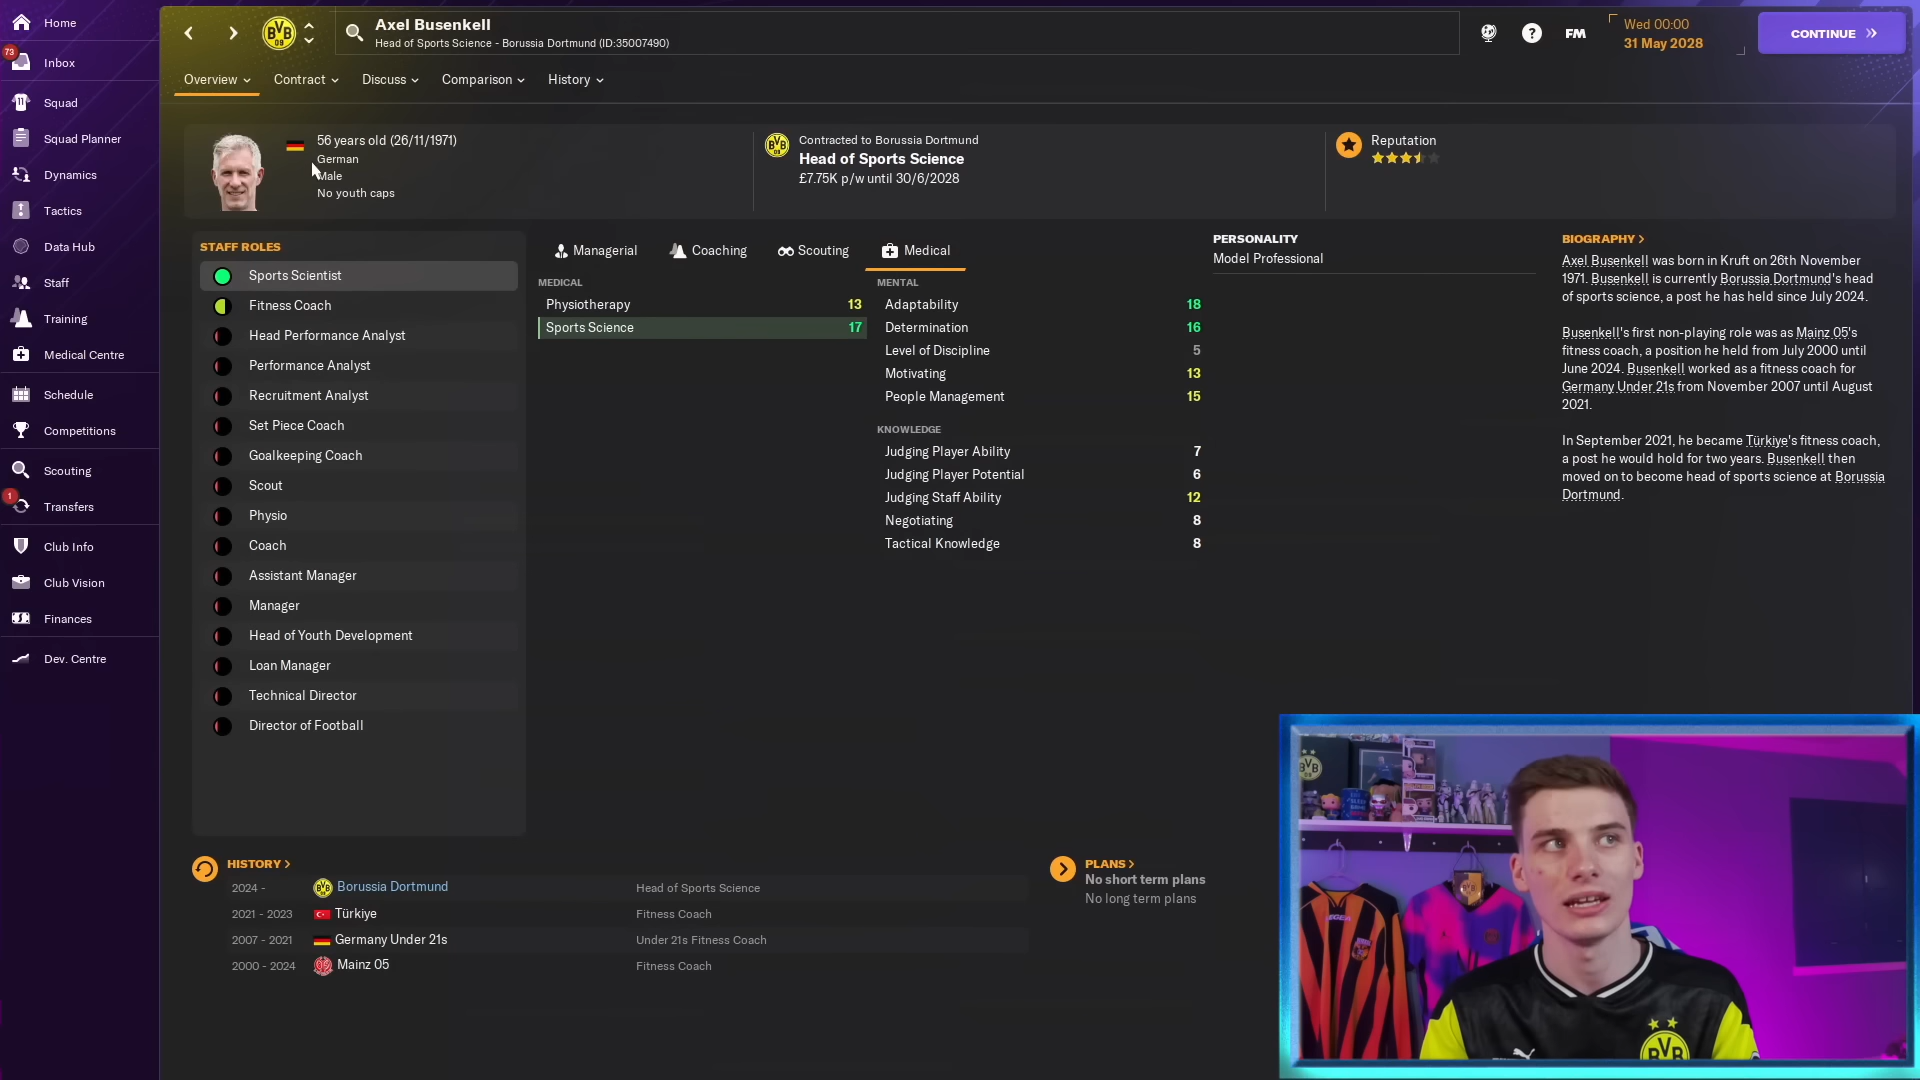 Home
73
Inbox
Squad
Squad Planner
Dynamics
Tactics
Data Hub
Staff
Training
Medical Centre
Schedule
Competitions
Scouting
1
Transfers
Club Info
Club Vision
Finances
Dev. Centre
Axel Busenkell
Head of Sports Science - Borussia Dortmund (ID:35007490)
FM
Wed 00:00
31 May 2028
CONTINUE
Overview
Contract
Discuss
Comparison
History
56 years old (26/11/1971)
German
Male
No youth caps
Contracted to Borussia Dortmund
Head of Sports Science
£7.75K p/w until 30/6/2028
Reputation
STAFF ROLES
Sports Scientist
Fitness Coach
Head Performance Analyst
Performance Analyst
Recruitment Analyst
Set Piece Coach
Goalkeeping Coach
Scout
Physio
Coach
Assistant Manager
Manager
Head of Youth Development
Loan Manager
Technical Director
Director of Football
Managerial
Coaching
Scouting
Medical
MEDICAL
Physiotherapy 13
Sports Science 17
MENTAL
Adaptability 18
Determination 16
Level of Discipline 5
Motivating 13
People Management 15
KNOWLEDGE
Judging Player Ability 7
Judging Player Potential 6
Judging Staff Ability 12
Negotiating 8
Tactical Knowledge 8
PERSONALITY
Model Professional
BIOGRAPHY >
Axel Busenkell was born in Kruft on 26th November
1971. Busenkell is currently Borussia Dortmund's head
of sports science, a post he has held since July 2024.
Busenkell's first non-playing role was as Mainz 05's
fitness coach, a position he held from July 2000 until
June 2024. Busenkell worked as a fitness coach for
Germany Under 21s from November 2007 until August
2021.
In September 2021, he became Türkiye's fitness coach,
a post he would hold for two years. Busenkell then
moved on to become head of sports science at Borussia
Dortmund.
HISTORY >
2024 - Borussia Dortmund Head of Sports Science
2021 - 2023 Türkiye Fitness Coach
2007 - 2021 Germany Under 21s Under 21s Fitness Coach
2000 - 2024 Mainz 05 Fitness Coach
PLANS >
No short term plans
No long term plans
BVB
BVB